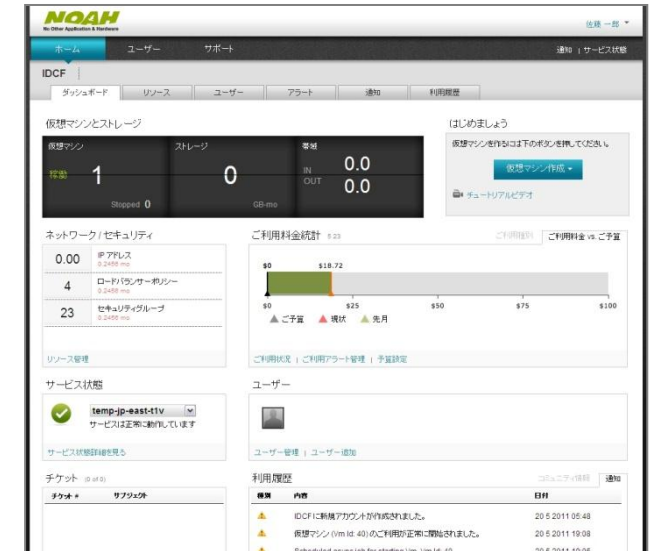 NOAH
No Other Application & Hardware
佐藤 一郎
ホーム ユーザー サポート
通知 | サービス状態
IDCF
ダッシュボード リソース ユーザー アラート 通知 利用履歴
仮想マシンとストレージ
はじめましょう
仮想マシン ストレージ 帯域
稼働 1
Stopped 0
0
GB-mo
IN 0.0
OUT 0.0
仮想マシンを作るには下のボタンを押してください。
仮想マシン作成
チュートリアルビデオ
ネットワーク/セキュリティ
0.00 IP アドレス
4 ロードバランサーポリシー
23 セキュリティグループ
リソース管理
ご利用料金統計
ご利用料金 vs. ご予算
$0 $18.72
$0 $25 $50 $75 $100
ご予算 現状 先月
ご利用状況 | ご利用アラート管理 | 予算設定
サービス状態
temp-jp-east-t1v
サービスは正常に動作しています
サービス状態詳細を見る
ユーザー
ユーザー管理 | ユーザー追加
チケット (0 of 0)
チケット # サブジェクト
利用履歴
コミュニティ情報 通知
種別 内容 日付
IDCFに新規アカウントが作成されました。 20 5 2011 05:48
仮想マシン (Vm Id: 40) のご利用が正常に開始されました。 20 5 2011 19:08